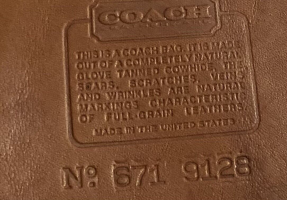 COACH
THIS IS A COACH BAG. IT IS MADE
OUT OF A COMPLETELY NATURAL
GLOVE TANNED COWHIDE. THE
SCARS, SCRATCHES, VEINS
AND WRINKLES ARE NATURAL
MARKINGS CHARACTERISTIC
OF FULL-GRAIN LEATHERS.
MADE IN THE UNITED STATES
No 671 9128